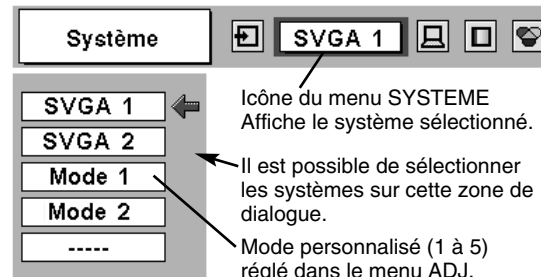 Système
SVGA 1
SVGA 1
SVGA 2
Mode 1
Mode 2
-----
Icône du menu SYSTEME
Affiche le système sélectionné.
Il est possible de sélectionner
les systèmes sur cette zone de
dialogue.
Mode personnalisé (1 à 5)
réglé dans le menu ADJ.